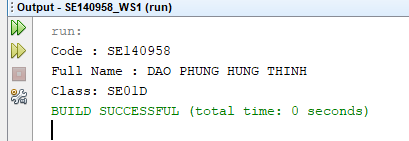 Output - SE140958_WS1 (run)
run:
Code : SE140958
Full Name : DAO PHUNG HUNG THINH
Class: SE01D
BUILD SUCCESSFUL (total time: 0 seconds)